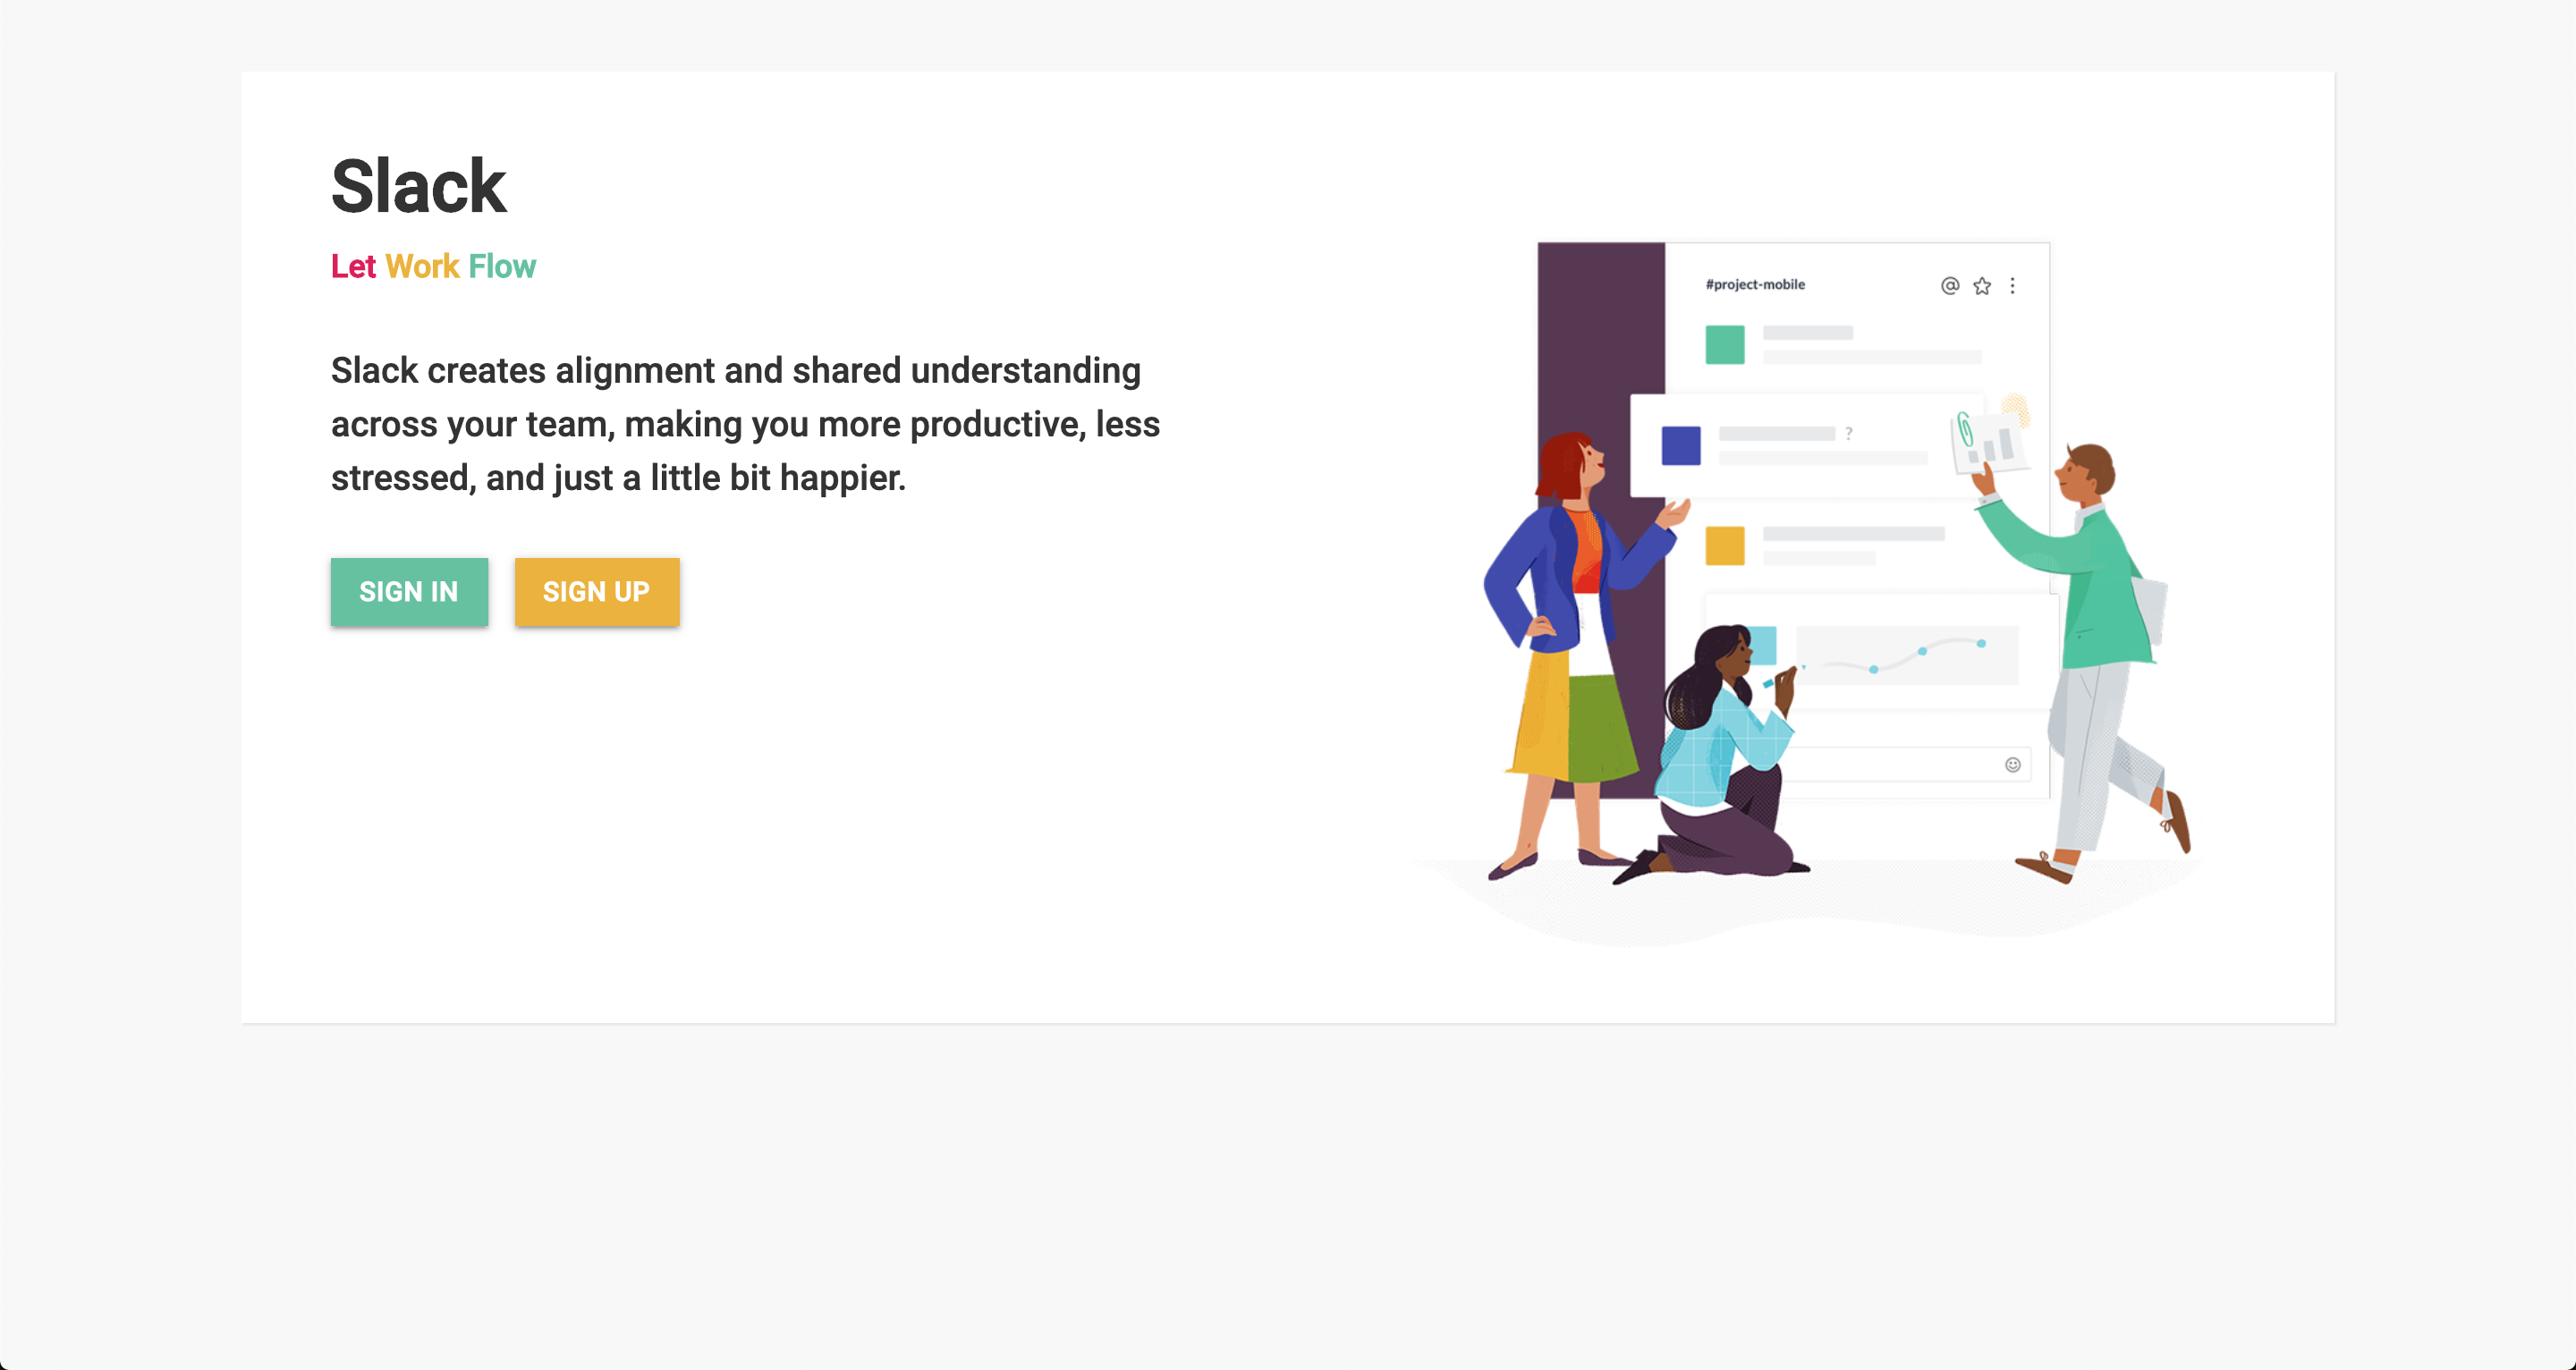 Slack
Let Work Flow
Slack creates alignment and shared understanding
across your team, making you more productive, less
stressed, and just a little bit happier.
SIGN IN
SIGN UP
#project-mobile
@
?